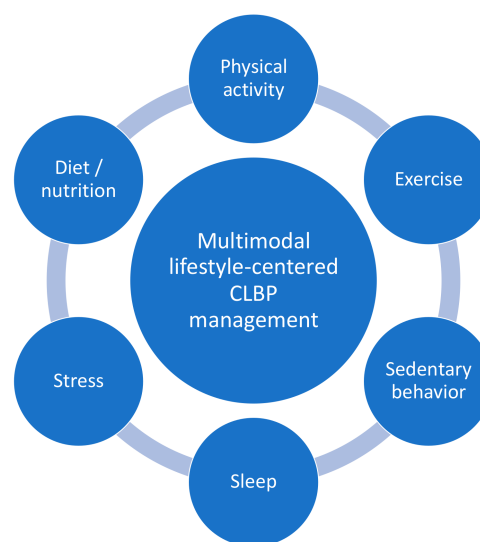 Physical
activity
Exercise
Sedentary
behavior
Sleep
Stress
Diet /
nutrition
Multimodal
lifestyle-centered
CLBP
management